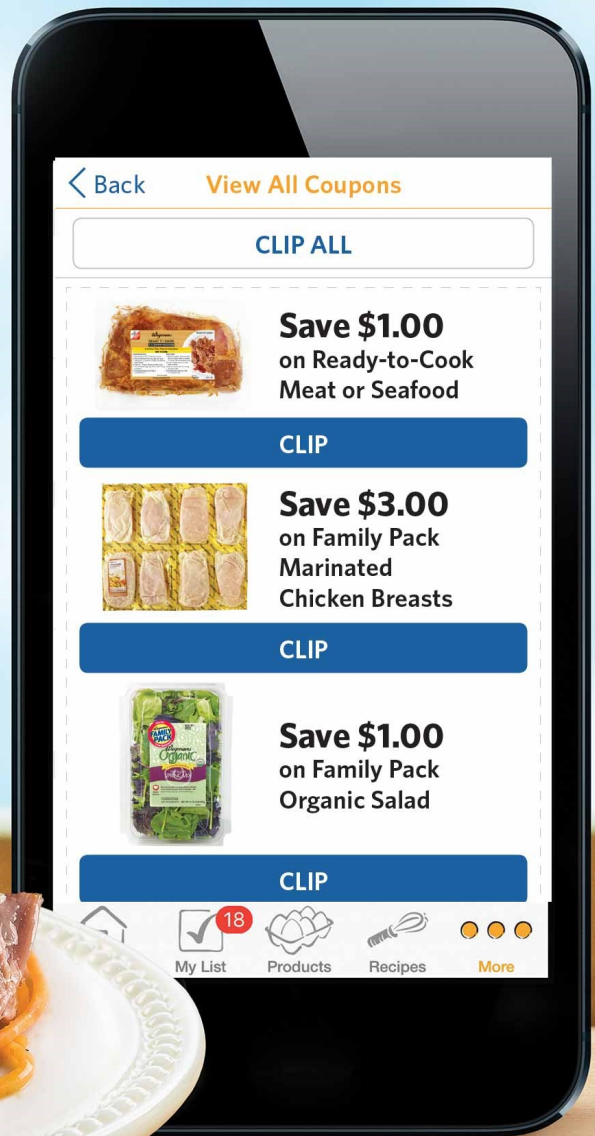 Back
View All Coupons
CLIP ALL
Save $1.00
on Ready-to-Cook
Meat or Seafood
CLIP
Save $3.00
on Family Pack
Marinated
Chicken Breasts
CLIP
FAMILY
PACK
Wegmans
Organic
Save $1.00
on Family Pack
Organic Salad
CLIP
18
My List
Products
Recipes
More